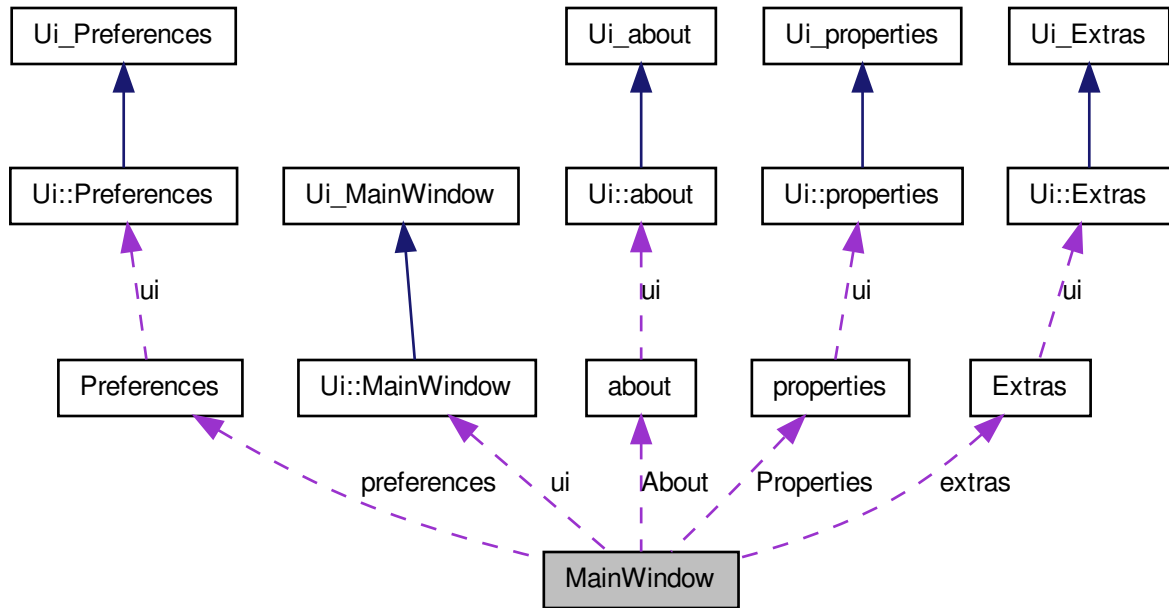 Ui_Preferences
Ui_about
Ui_properties
Ui_Extras
Ui::Preferences
Ui_MainWindow
Ui::about
Ui::properties
Ui::Extras
ui
ui
ui
ui
Preferences
Ui::MainWindow
about
properties
Extras
preferences
ui
About
Properties
extras
MainWindow